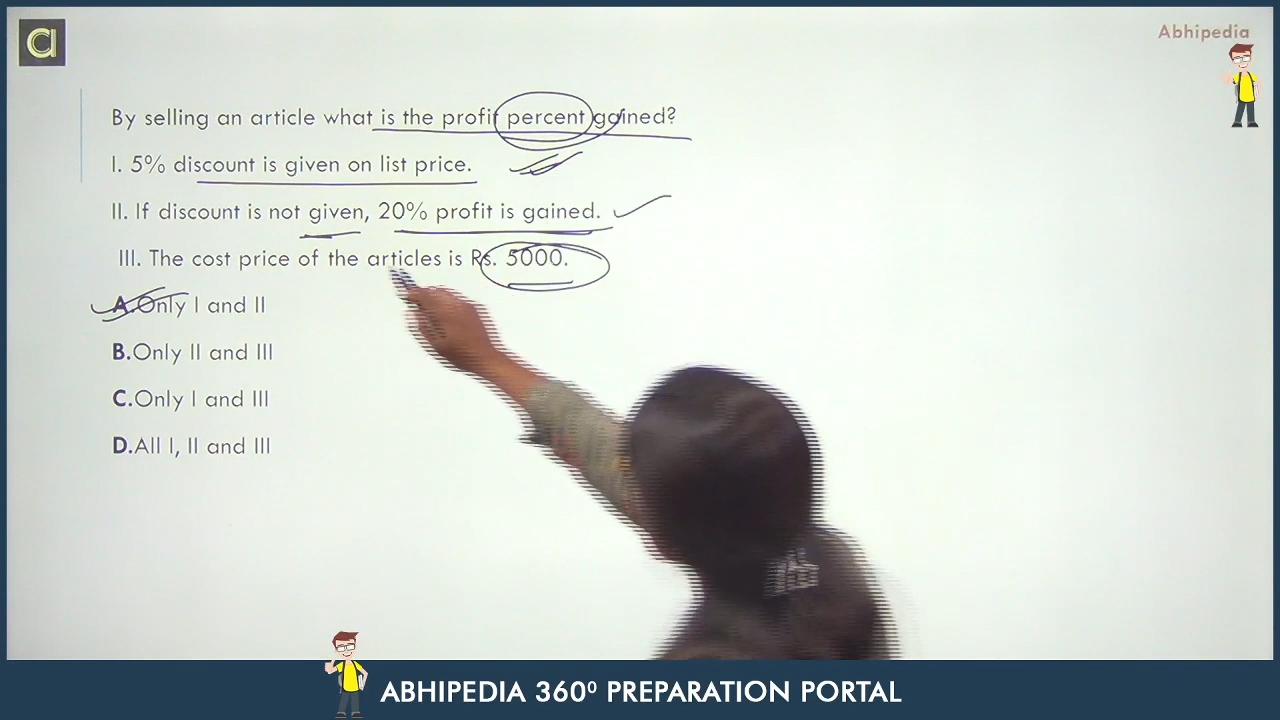 Abhipedia
By selling an article what is the profit percent gained?
I. 5% discount is given on list price.
II. If discount is not given, 20% profit is gained.
III. The cost price of the articles is Rs. 5000.
A.Only I and II
B.Only II and III
C.Only I and III
D.All I, II and III
ABHIPEDIA 360⁰ PREPARATION PORTAL